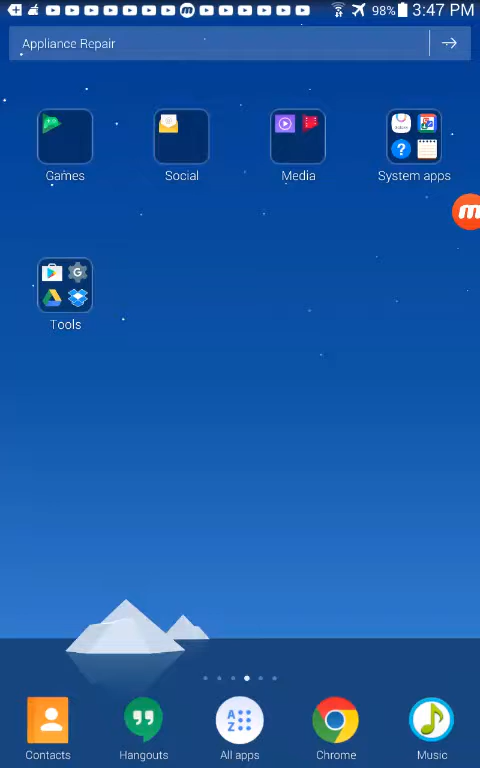 98% 3:47 PM
Appliance Repair
Games Social Media System apps
Tools
A
Z
Contacts Hangouts All apps Chrome Music